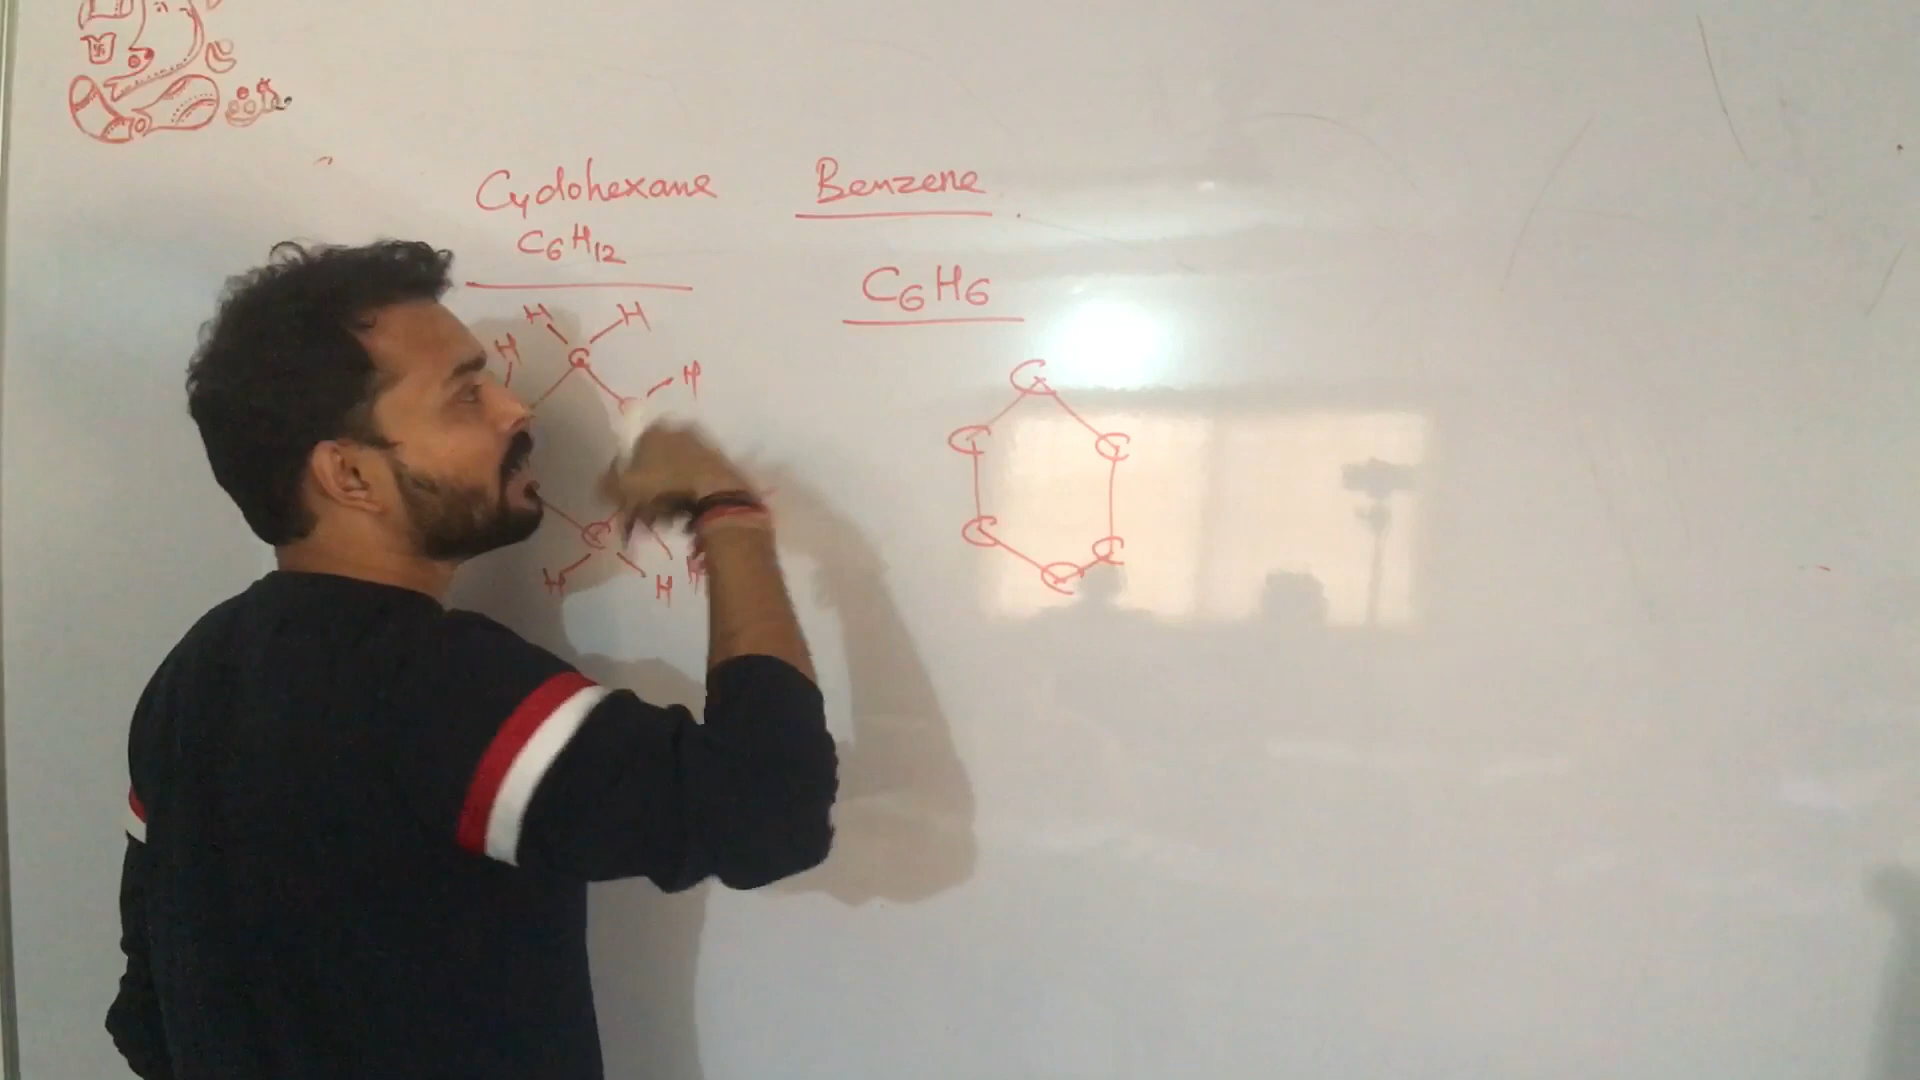 Cyclohexane
C6H12
H H
H C H
C
H H
Benzene
C6H6
C
C C
C C
C